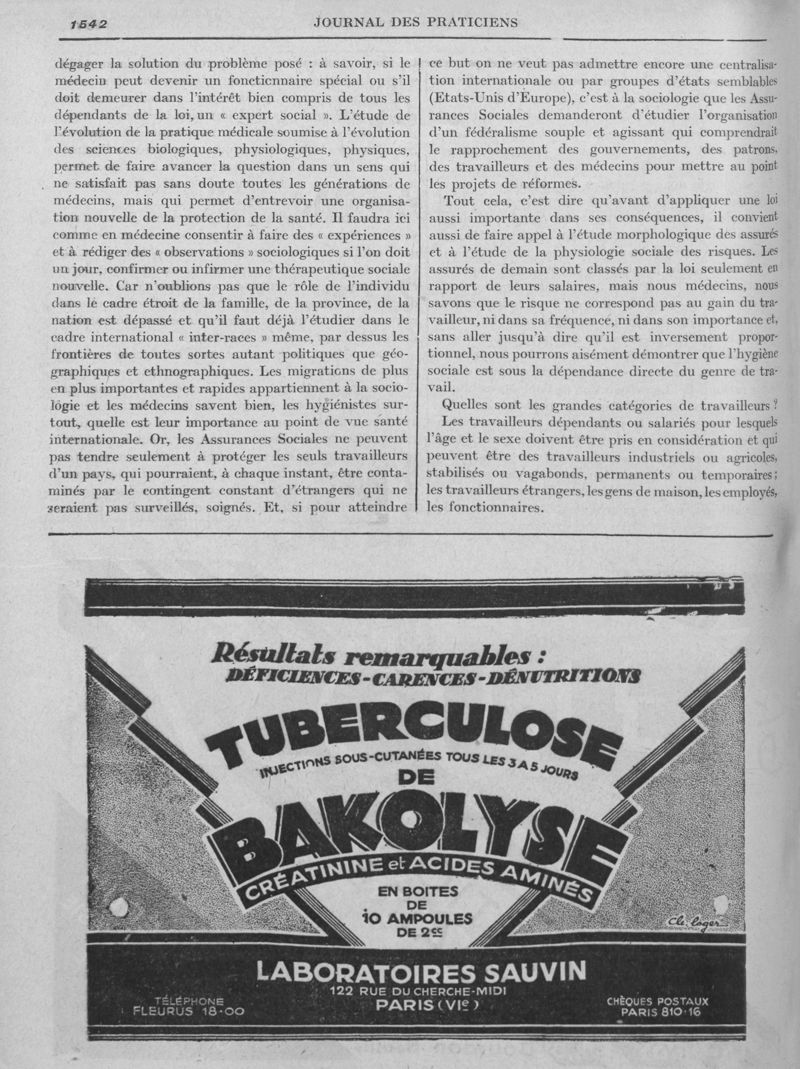 1542
JOURNAL DES PRATICIENS
dégager la solution du problème posé : à savoir, si le
médecin peut devenir un fonctionnaire spécial ou s'il
doit demeurer dans l'intérêt bien compris de tous les
dépendants de la loi, un « expert social ». L'étude de
l'évolution de la pratique médicale soumise à l'évolution
des sciences biologiques, physiologiques, physiques,
permet de faire avancer la question dans un sens qui
ne satisfait pas sans doute toutes les générations de
médecins, mais qui permet d'entrevoir une organisa-
tion nouvelle de la protection de la santé. Il faudra ici
comme en médecine consentir à faire des « expériences »
et à rédiger des « observations » sociologiques si l'on doit
un jour, confirmer ou infirmer une thérapeutique sociale
nouvelle. Car n'oublions pas que le rôle de l'individu
dans le cadre étroit de la famille, de la province, de la
nation est dépassé et qu'il faut déjà l'étudier dans le
cadre international « inter-races » même, par dessus les
frontières de toutes sortes autant politiques que géo-
graphiques et ethnographiques. Les migrations de plus
en plus importantes et rapides appartiennent à la socio-
lôgie et les médecins savent bien, les hygiénistes sur-
tout, quelle est leur importance au point de vue santé
internationale. Or, les Assurances Sociales ne peuvent
pas tendre seulement à protéger les seuls travailleurs
d'un pays, qui pourraient, à chaque instant, être conta-
minés par le contingent constant d'étrangers qui ne
seraient pas surveillés, soignés. Et, si pour atteindre
ce but on ne veut pas admettre encore une centralisa-
tion internationale ou par groupes d'états semblables
(Etats-Unis d'Europe), c'est à la sociologie que les Assu-
rances Sociales demanderont d'étudier l'organisation
d'un fédéralisme souple et agissant qui comprendrait
le rapprochement des gouvernements, des patrons,
des travailleurs et des médecins pour mettre au point
les projets de réformes.
Tout cela, c'est dire qu'avant d'appliquer une loi
aussi importante dans ses conséquences, il convient
aussi de faire appel à l'étude morphologique des assurés
et à l'étude de la physiologie sociale des risques. Les
assurés de demain sont classés par la loi seulement en
rapport de leurs salaires, mais nous médecins, nous
savons que le risque ne correspond pas au gain du tra-
vailleur, ni dans sa fréquence, ni dans son importance et,
sans aller jusqu'à dire qu'il est inversement propor-
tionnel, nous pourrons aisément démontrer que l'hygiène
sociale est sous la dépendance directe du genre de tra-
vail.
Quelles sont les grandes catégories de travailleurs ?
Les travailleurs dépendants ou salariés pour lesquels
l'âge et le sexe doivent être pris en considération et qui
peuvent être des travailleurs industriels ou agricoles,
stabilisés ou vagabonds, permanents ou temporaires ;
les travailleurs étrangers, les gens de maison, les employés,
les fonctionnaires.
Résultats remarquables :
DÉFICIENCES-CARENCES-DÉNUTRITIONS
TUBERCULOSE
INJECTIONS SOUS-CUTANÉES TOUS LES 3 A 5 JOURS
DE
BAKOLYSE
CRÉATININE et ACIDES AMINÉS
EN BOITES
DE
10 AMPOULES
DE 2cc
Ch. Loger
LABORATOIRES SAUVIN
122 RUE DU CHERCHE-MIDI
PARIS (VIe)
TÉLÉPHONE
FLEURUS 18-00
CHÈQUES POSTAUX
PARIS 810-16